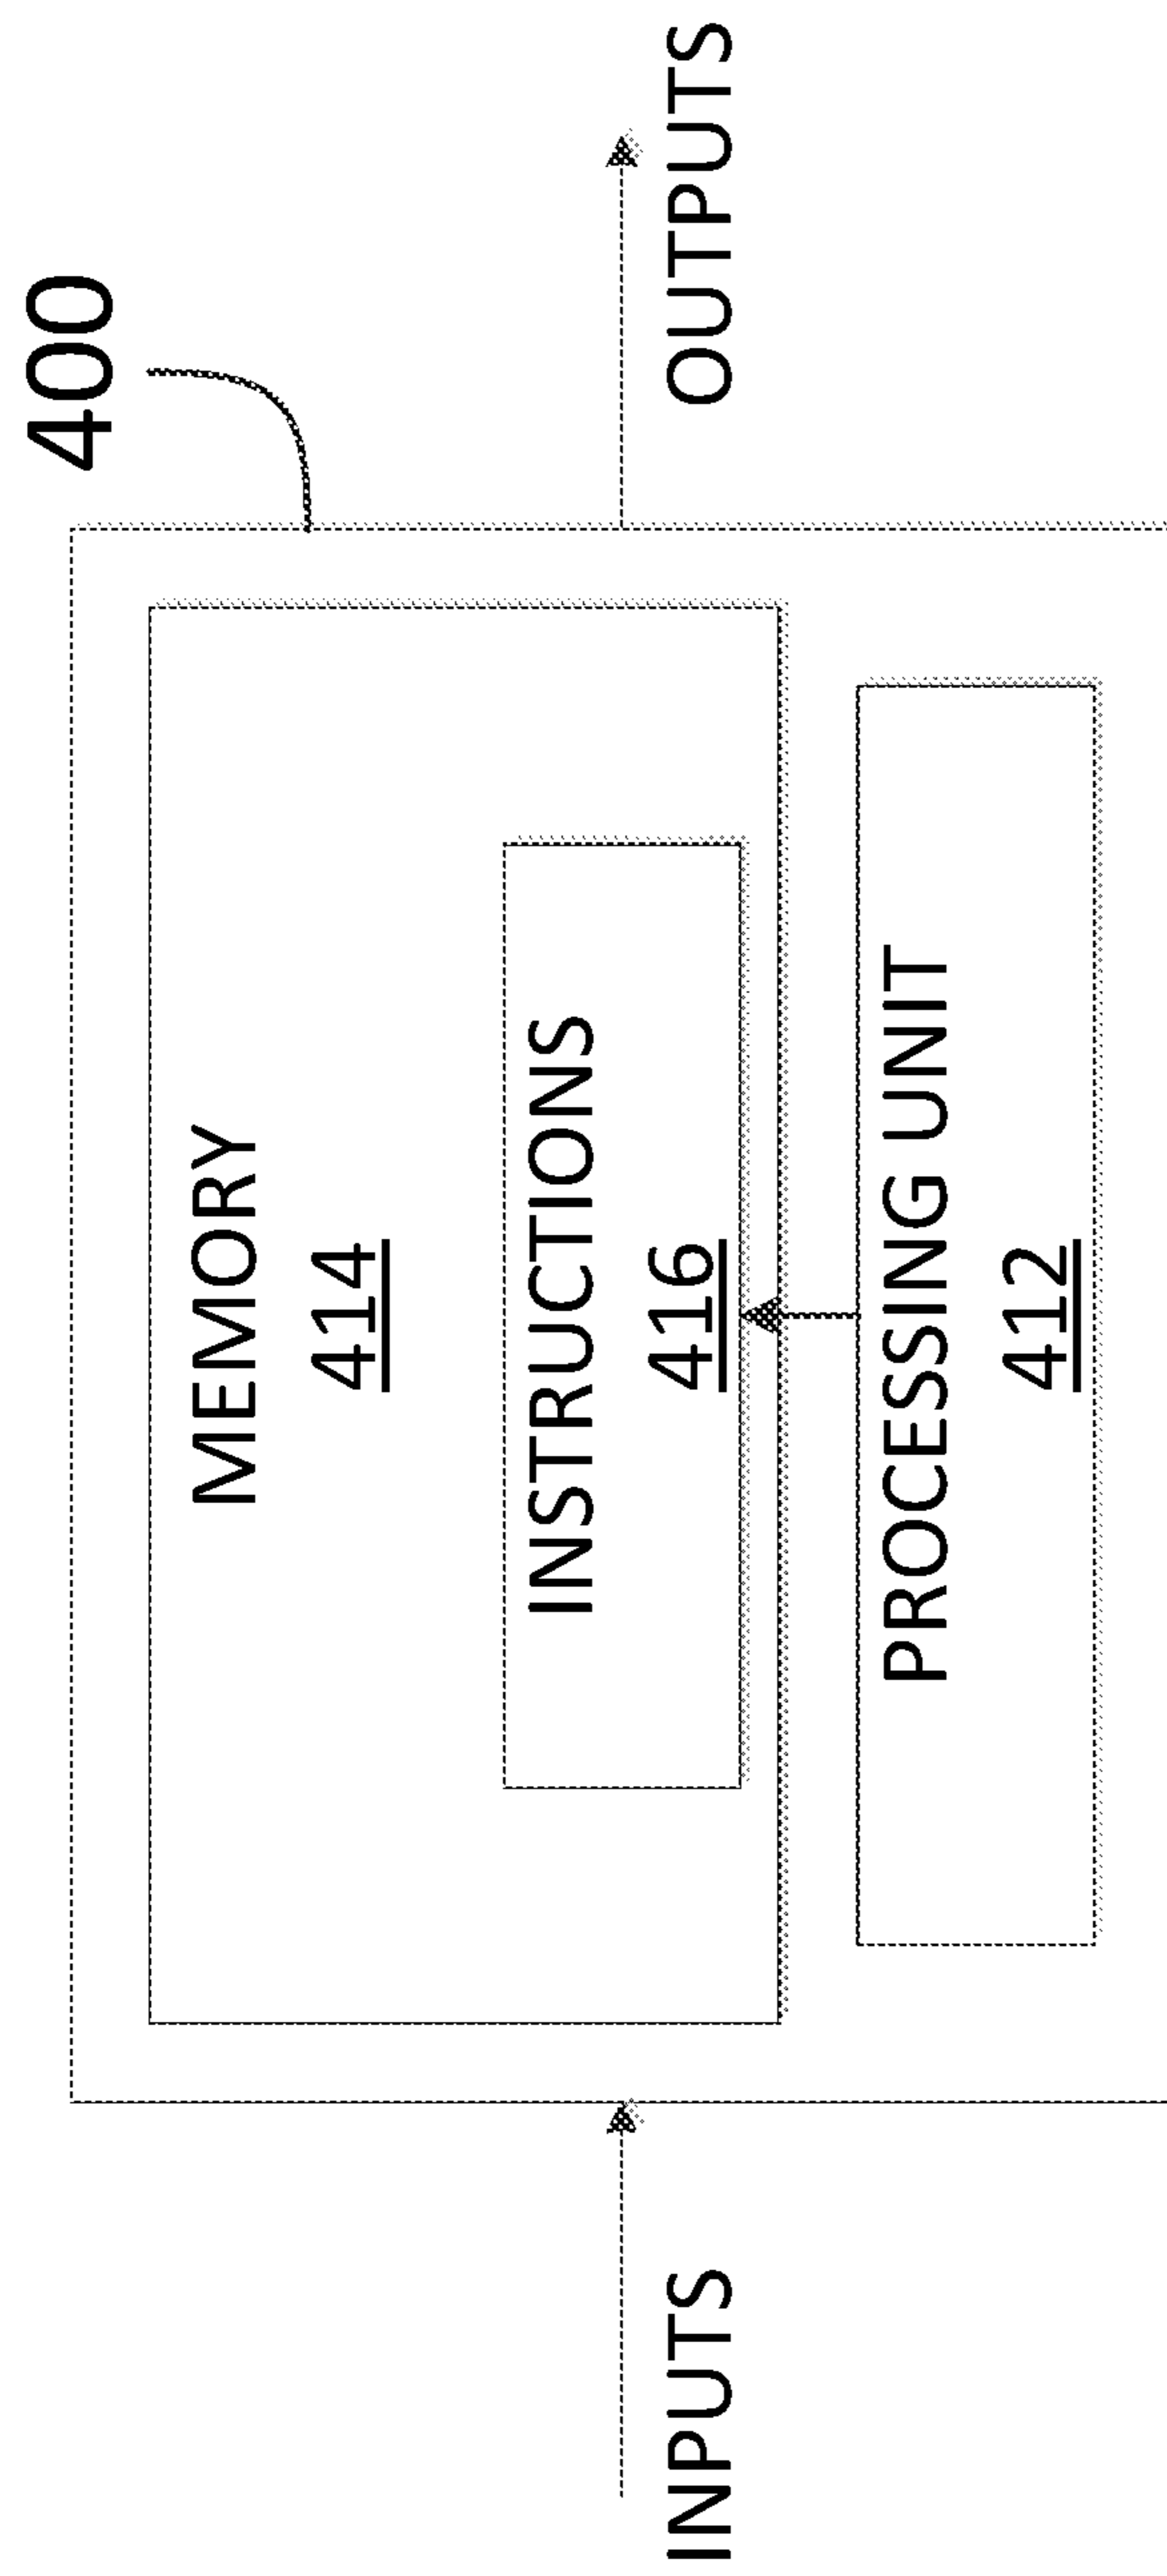 400
MEMORY
414
INSTRUCTIONS
416
INPUTS
OUTPUTS
PROCESSING UNIT
412